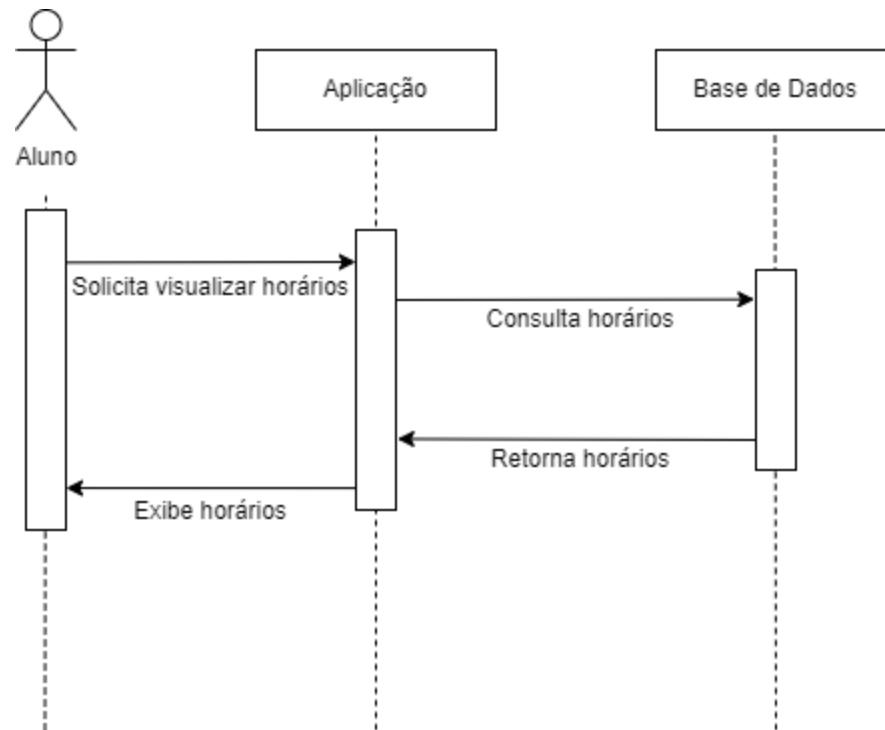 Aplicação
Base de Dados
Aluno
Solicita visualizar horários
Consulta horários
Retorna horários
Exibe horários